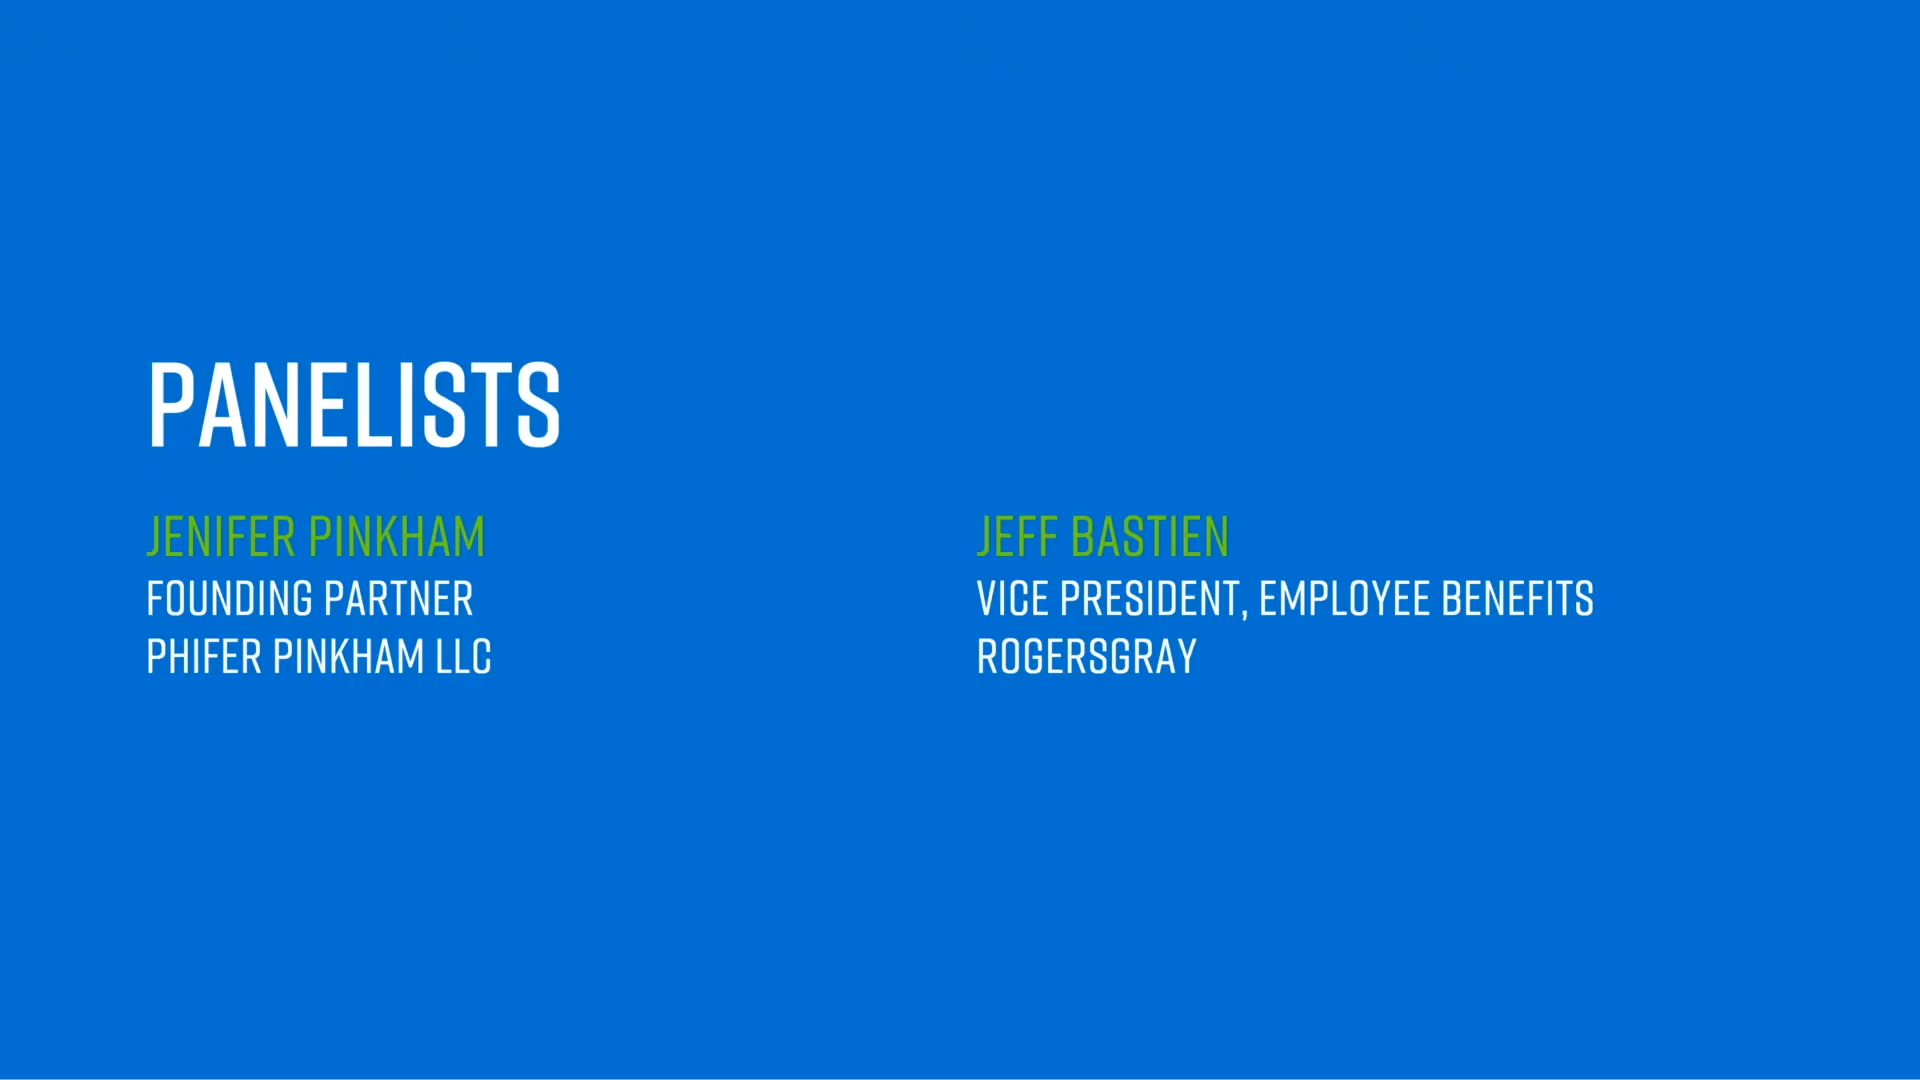 PANELISTS
JENIFER PINKHAM
FOUNDING PARTNER
PHIFER PINKHAM LLC
JEFF BASTIEN
VICE PRESIDENT, EMPLOYEE BENEFITS
ROGERSGRAY